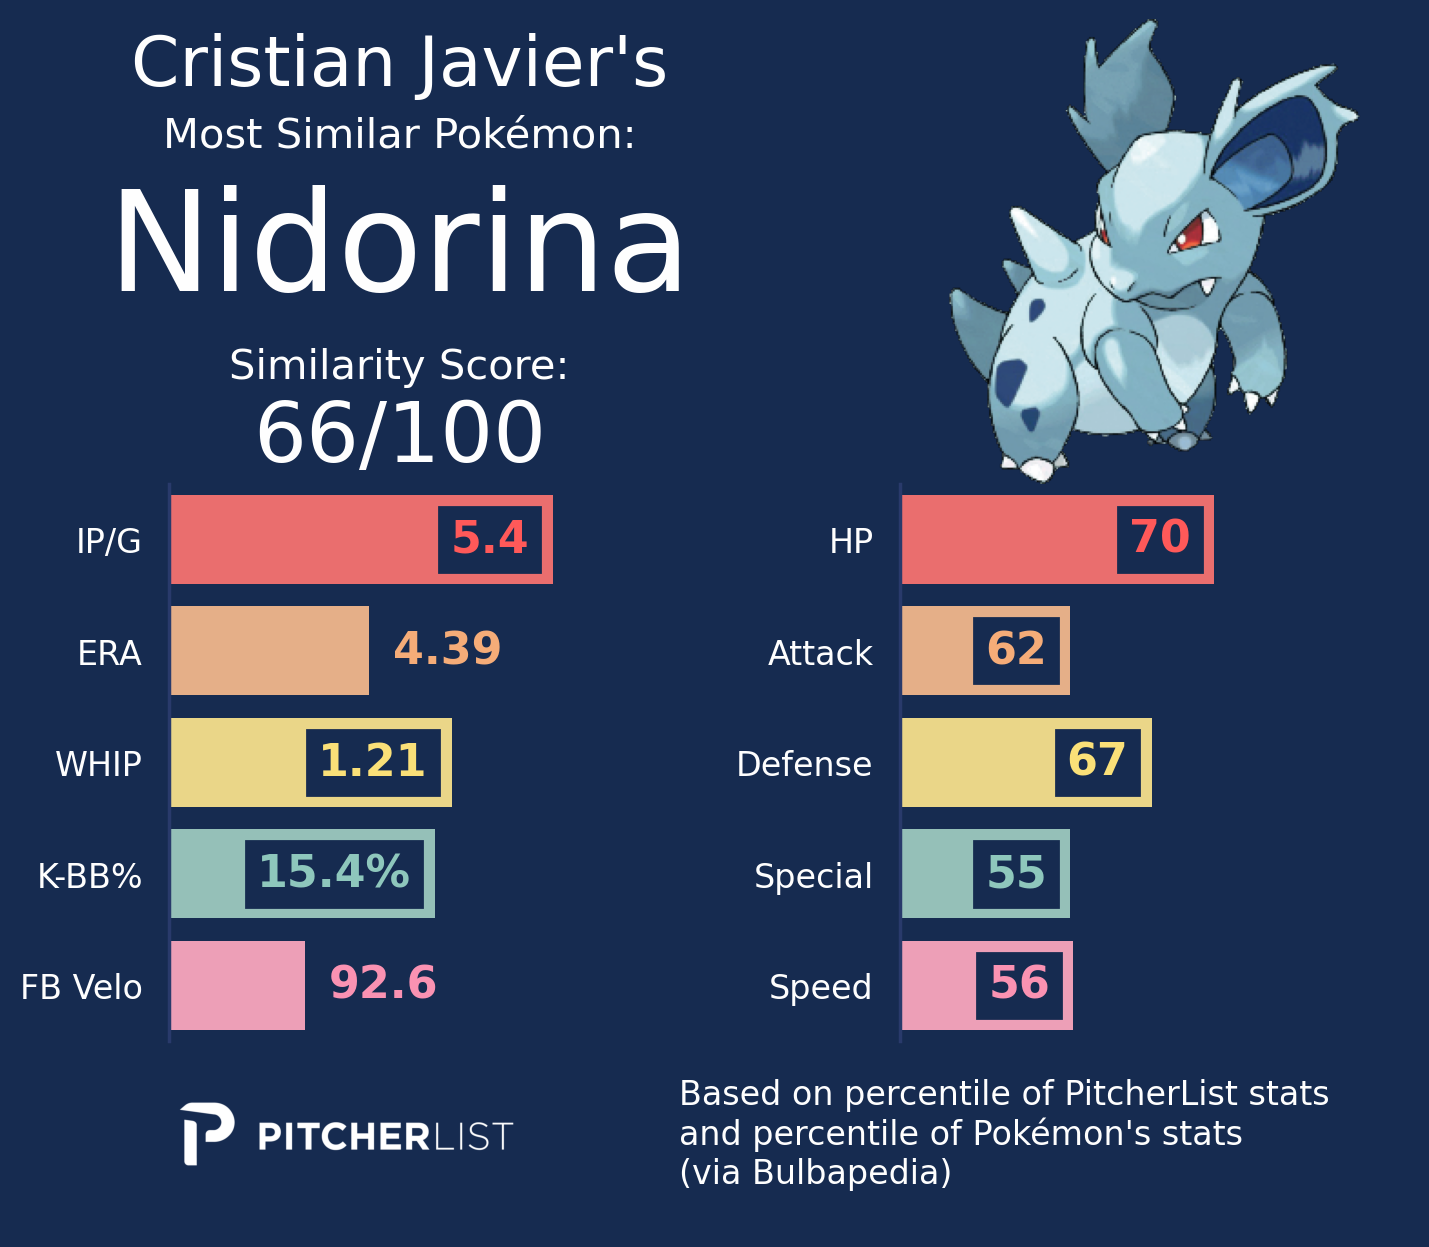 Cristian Javier's
Most Similar Pokémon:
Nidorina
Similarity Score:
66/100
IP/G 5.4
ERA 4.39
WHIP 1.21
K-BB% 15.4%
FB Velo 92.6
HP 70
Attack 62
Defense 67
Special 55
Speed 56
PITCHERLIST
Based on percentile of PitcherList stats
and percentile of Pokémon's stats
(via Bulbapedia)